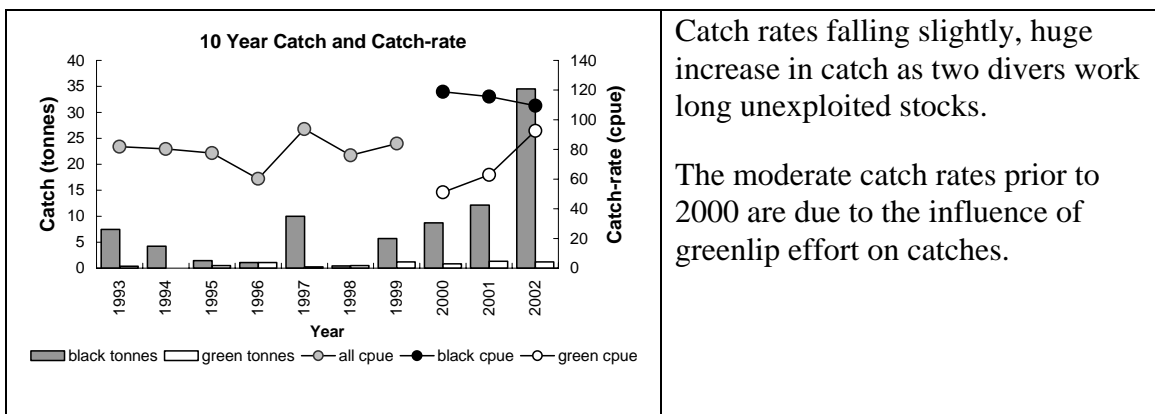 10 Year Catch and Catch-rate
40
35
30
25
20
15
10
5
0
Catch (tonnes)
140
120
100
80
60
40
20
0
Catch-rate (cpue)
1993
1994
1995
1996
1997
1998
1999
2000
2001
2002
Year
black tonnes green tonnes all cpue black cpue green cpue
Catch rates falling slightly, huge
increase in catch as two divers work
long unexploited stocks.
The moderate catch rates prior to
2000 are due to the influence of
greenlip effort on catches.